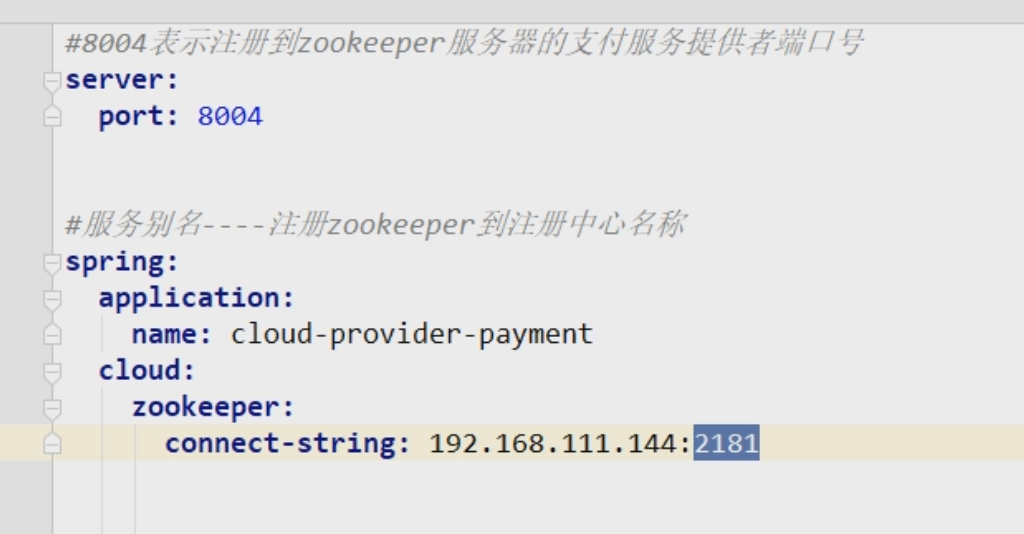 #8004表示注册到zookeeper服务器的支付服务提供者端口号
server:
  port: 8004
#服务别名----注册zookeeper到注册中心名称
spring:
  application:
    name: cloud-provider-payment
  cloud:
    zookeeper:
      connect-string: 192.168.111.144:2181